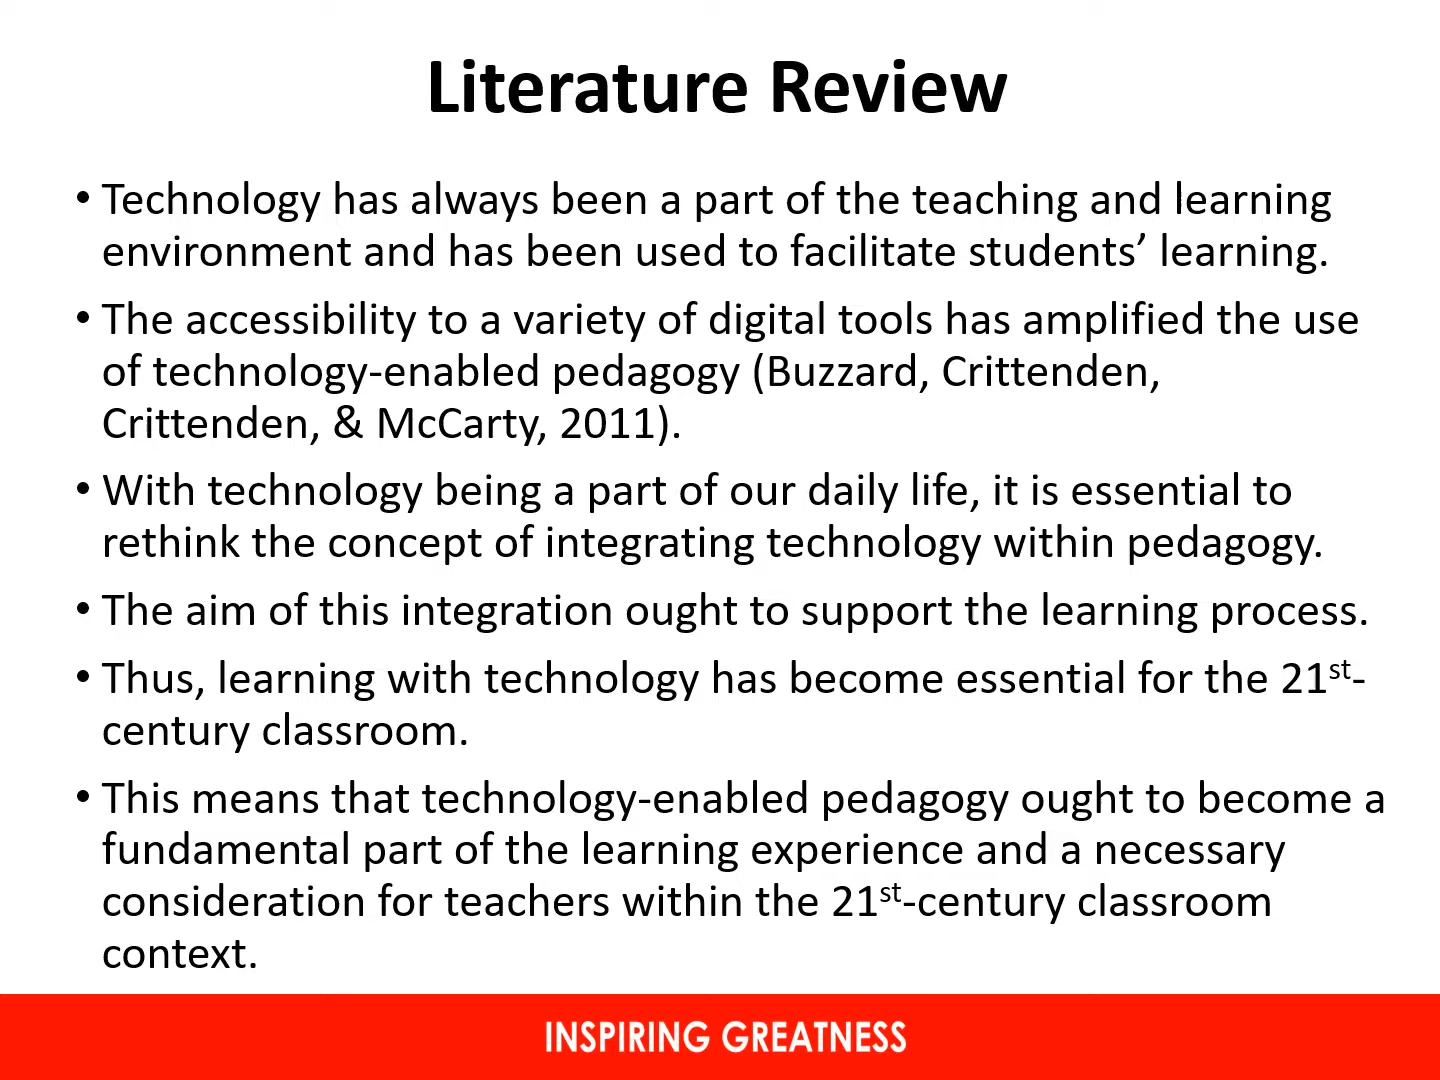 Literature Review
• Technology has always been a part of the teaching and learning
environment and has been used to facilitate students’ learning.
• The accessibility to a variety of digital tools has amplified the use
of technology-enabled pedagogy (Buzzard, Crittenden,
Crittenden, & McCarty, 2011).
• With technology being a part of our daily life, it is essential to
rethink the concept of integrating technology within pedagogy.
• The aim of this integration ought to support the learning process.
• Thus, learning with technology has become essential for the 21st-
century classroom.
• This means that technology-enabled pedagogy ought to become a
fundamental part of the learning experience and a necessary
consideration for teachers within the 21st-century classroom
context.
INSPIRING GREATNESS